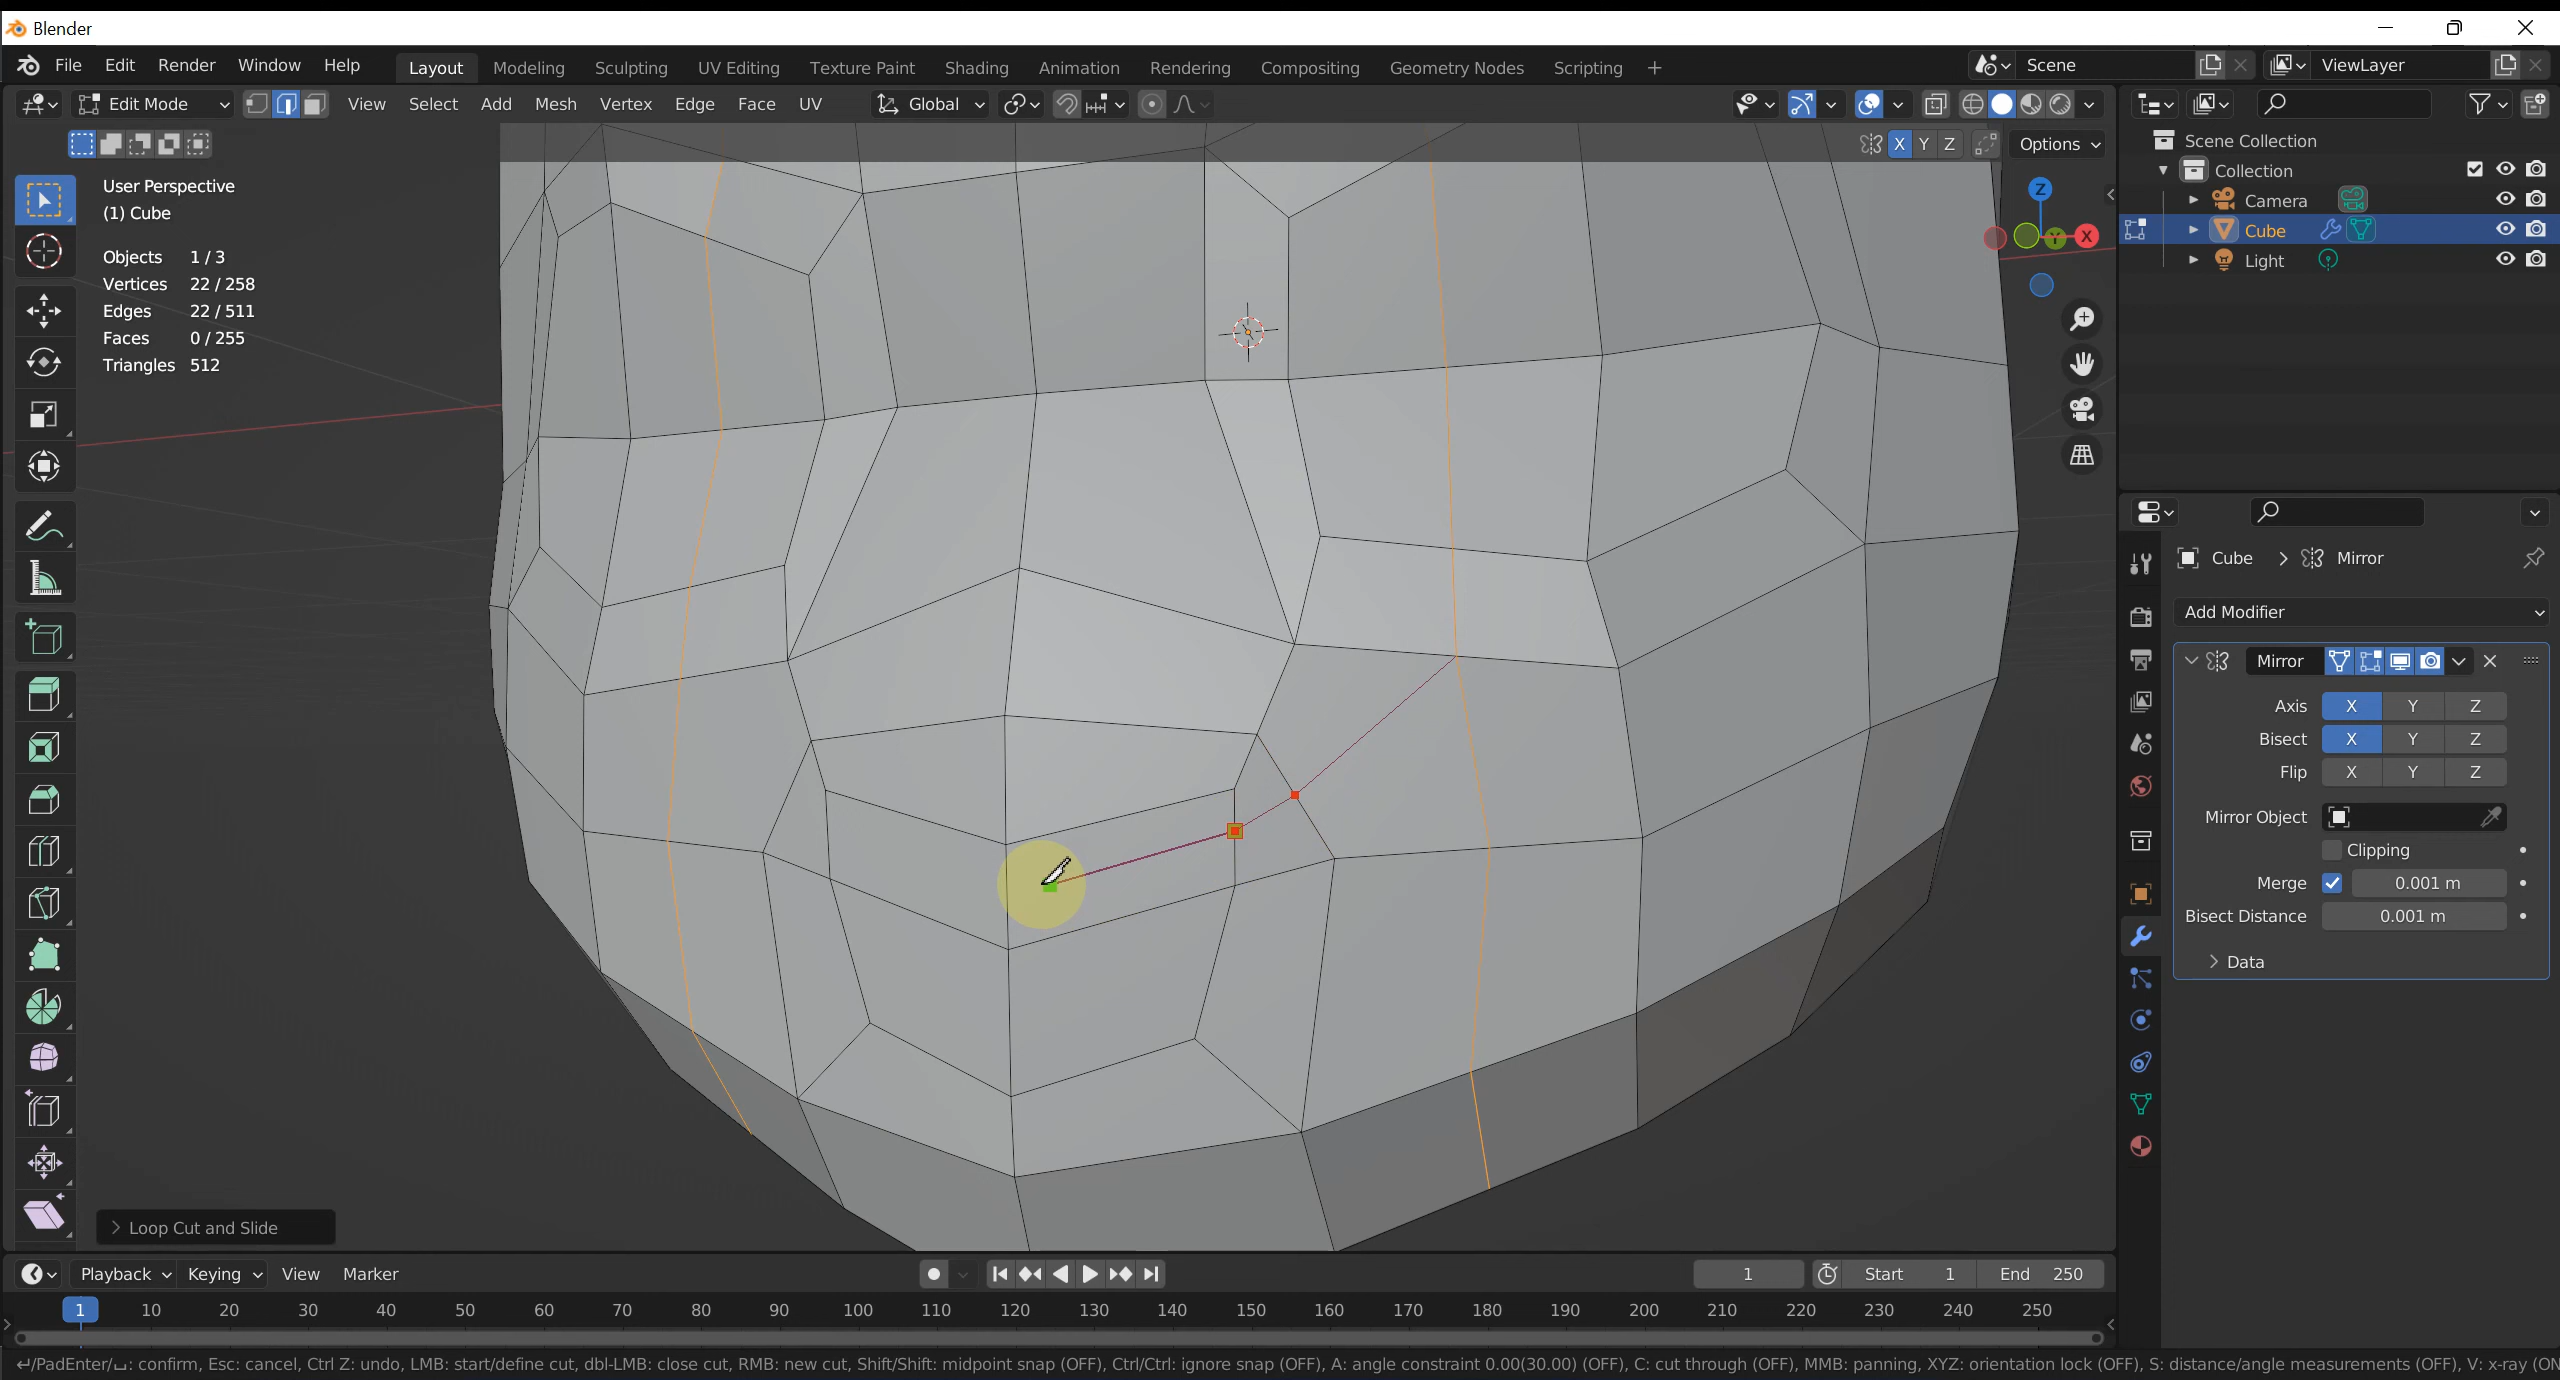 Blender
File Edit Render Window Help Layout Modeling Sculpting UV Editing Texture Paint Shading Animation Rendering Compositing Geometry Nodes Scripting + Scene ViewLayer
Edit Mode View Select Add Mesh Vertex Edge Face UV Global
X Y Z Options
User Perspective
(1) Cube
Objects 1 / 3
Vertices 22 / 258
Edges 22 / 511
Faces 0 / 255
Triangles 512
Z
Y
X
Scene Collection
Collection
Camera
Cube
Light
Cube > Mirror
Add Modifier
Mirror
Axis X Y Z
Bisect X Y Z
Flip X Y Z
Mirror Object
Clipping
Merge 0.001 m
Bisect Distance 0.001 m
> Data
> Loop Cut and Slide
Playback Keying View Marker 1 Start 1 End 250
1 10 20 30 40 50 60 70 80 90 100 110 120 130 140 150 160 170 180 190 200 210 220 230 240 250
↵/PadEnter/␣: confirm, Esc: cancel, Ctrl Z: undo, LMB: start/define cut, dbl-LMB: close cut, RMB: new cut, Shift/Shift: midpoint snap (OFF), Ctrl/Ctrl: ignore snap (OFF), A: angle constraint 0.00(30.00) (OFF), C: cut through (OFF), MMB: panning, XYZ: orientation lock (OFF), S: distance/angle measurements (OFF), V: x-ray (ON